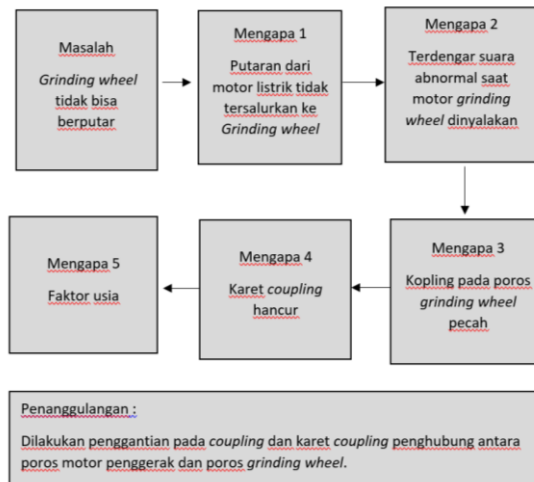 Masalah
Grinding wheel
tidak bisa
berputar
Mengapa 1
Putaran dari
motor listrik tidak
tersalurkan ke
Grinding wheel
Mengapa 2
Terdengar suara
abnormal saat
motor grinding
wheel dinyalakan
Mengapa 3
Kopling pada poros
grinding wheel
pecah
Mengapa 4
Karet coupling
hancur
Mengapa 5
Faktor usia
Penanggulangan :
Dilakukan penggantian pada coupling dan karet coupling penghubung antara
poros motor penggerak dan poros grinding wheel.